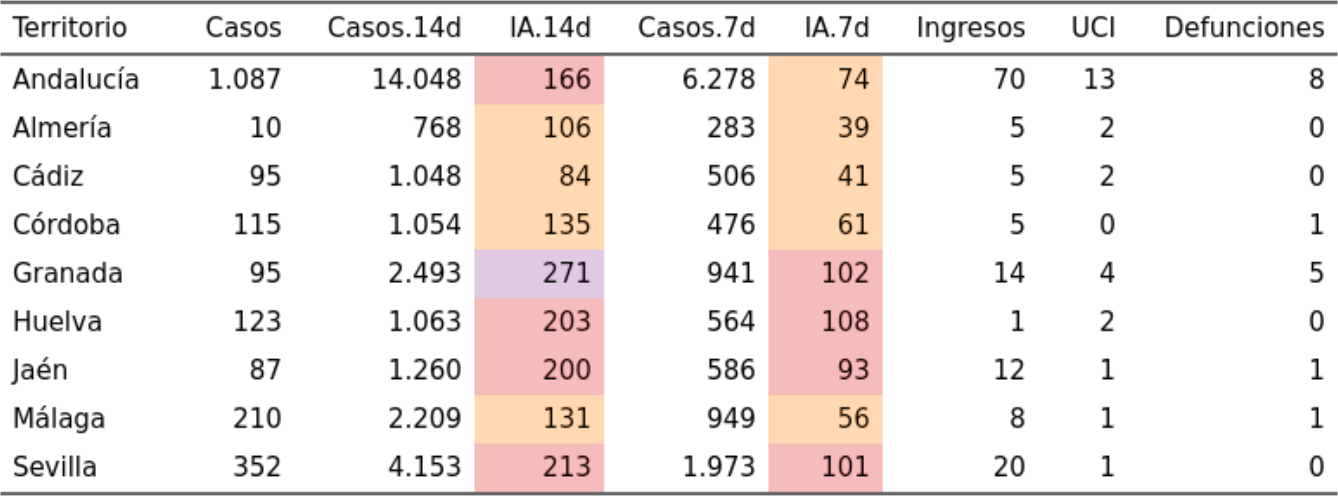 Territorio Casos Casos.14d IA.14d Casos.7d IA.7d Ingresos UCI Defunciones
Andalucía 1.087 14.048 166 6.278 74 70 13 8
Almería 10 768 106 283 39 5 2 0
Cádiz 95 1.048 84 506 41 5 2 0
Córdoba 115 1.054 135 476 61 5 0 1
Granada 95 2.493 271 941 102 14 4 5
Huelva 123 1.063 203 564 108 1 2 0
Jaén 87 1.260 200 586 93 12 1 1
Málaga 210 2.209 131 949 56 8 1 1
Sevilla 352 4.153 213 1.973 101 20 1 0